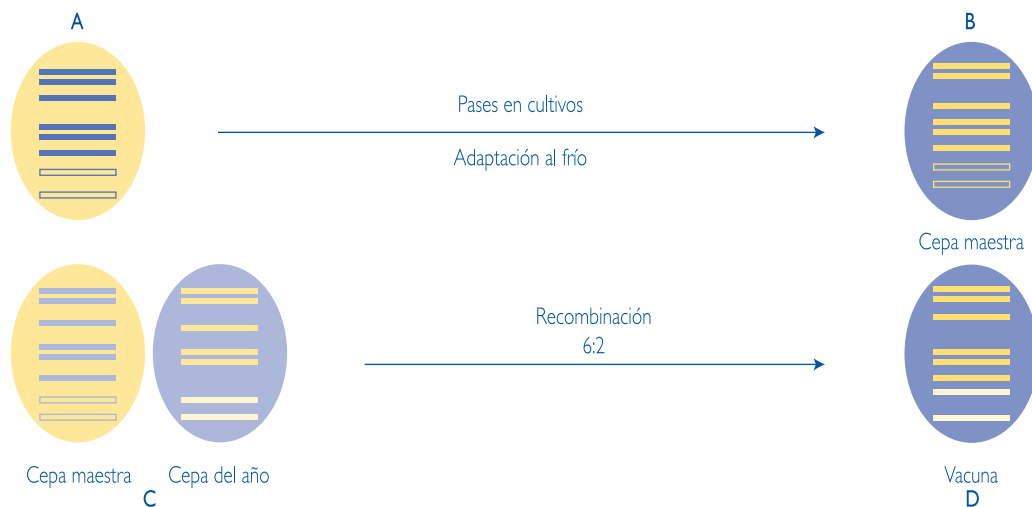 A
B
Pases en cultivos
Adaptación al frío
Cepa maestra
Recombinación
6:2
Cepa maestra
Cepa del año
Vacuna
C
D